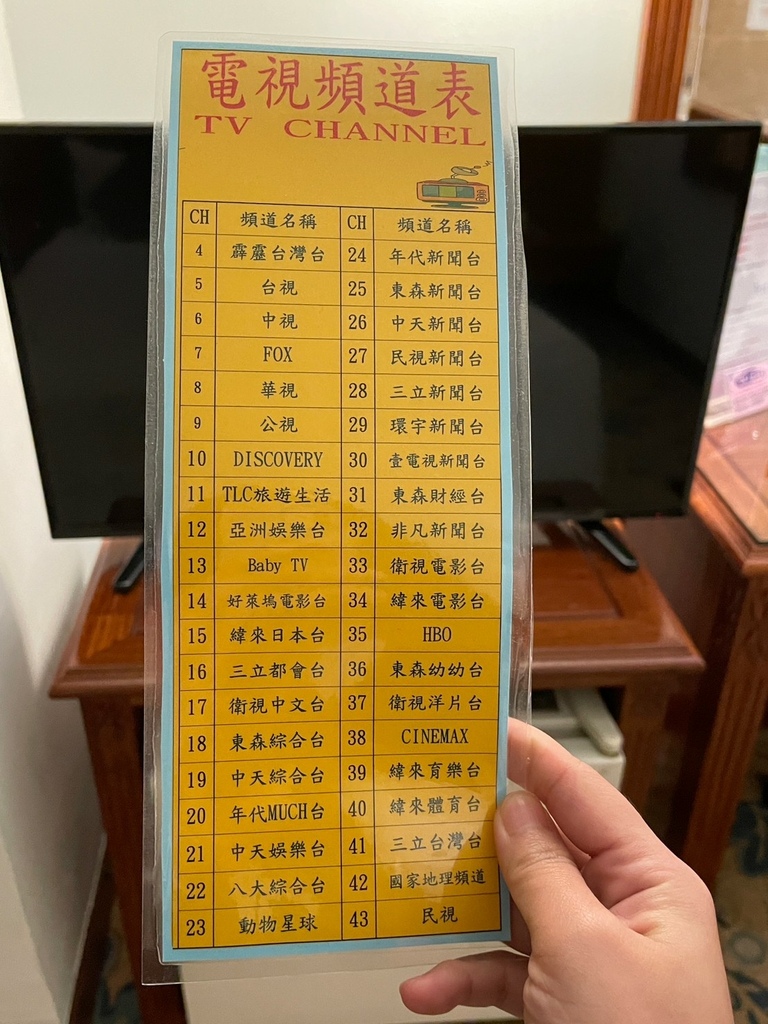 電視頻道表
TV CHANNEL
CH 頻道名稱 CH 頻道名稱
4 霹靂台灣台 24 年代新聞台
5 台視 25 東森新聞台
6 中視 26 中天新聞台
7 FOX 27 民視新聞台
8 華視 28 三立新聞台
9 公視 29 環宇新聞台
10 DISCOVERY 30 壹電視新聞台
11 TLC旅遊生活 31 東森財經台
12 亞洲娛樂台 32 非凡新聞台
13 Baby TV 33 衛視電影台
14 好萊塢電影台 34 緯來電影台
15 緯來日本台 35 HBO
16 三立都會台 36 東森幼幼台
17 衛視中文台 37 衛視洋片台
18 東森綜合台 38 CINEMAX
19 中天綜合台 39 緯來育樂台
20 年代MUCH台 40 緯來體育台
21 中天娛樂台 41 三立台灣台
22 八大綜合台 42 國家地理頻道
23 動物星球 43 民視